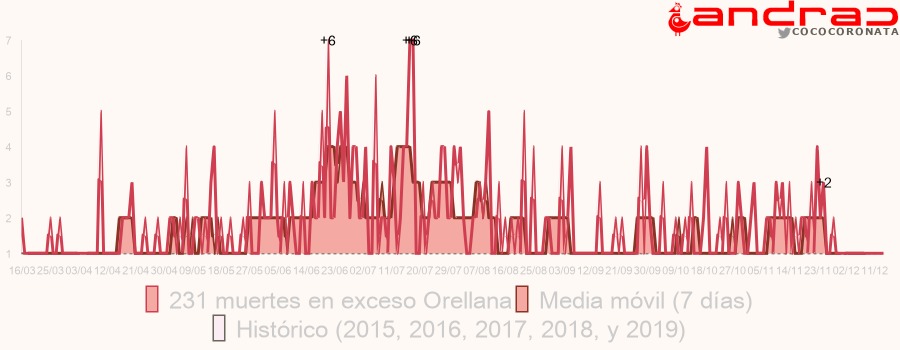 andrab
COCOCORONATA
+6 +6 +6
7
6
5
4
3
+2
2
1
16/03 25/03 03/04 12/04 21/04 30/04 09/05 18/05 27/05 05/06 14/06 23/06 02/07 11/07 20/07 29/07 07/08 16/08 25/08 03/09 12/09 21/09 30/09 09/10 18/10 27/10 05/11 14/11 23/11 02/12 11/12
231 muertes en exceso Orellana Media móvil (7 días)
Histórico (2015, 2016, 2017, 2018, y 2019)